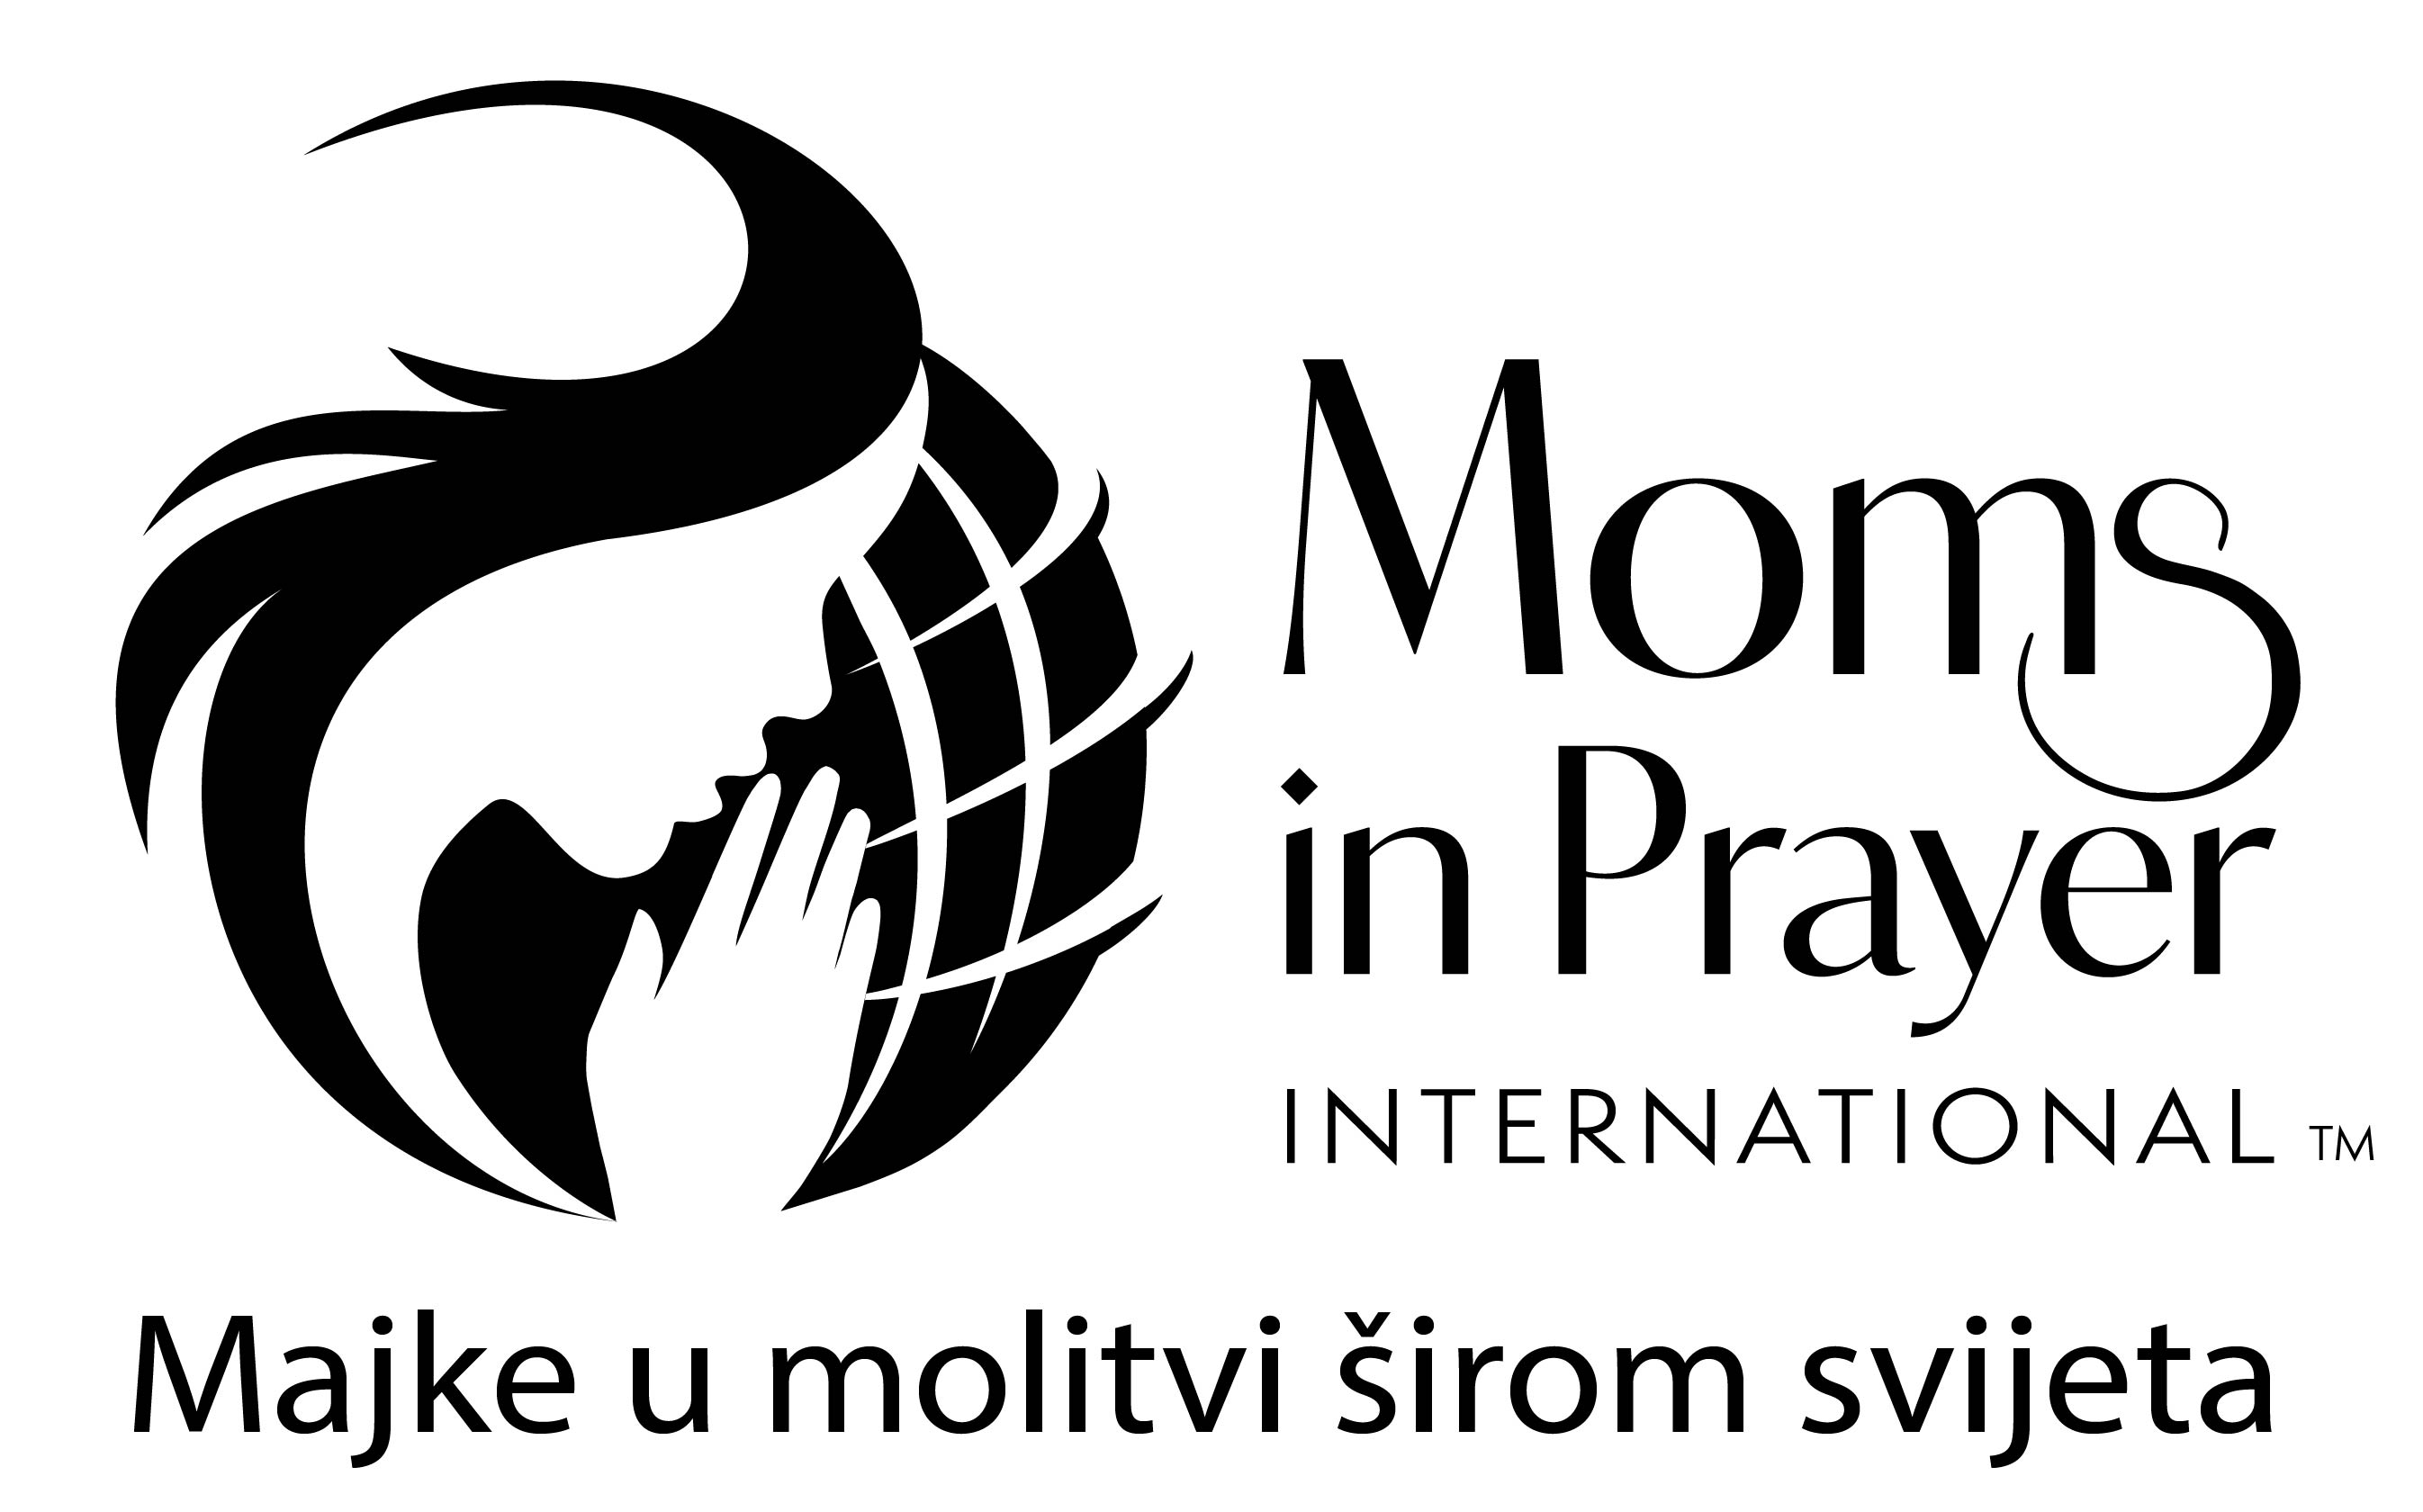 Moms
in Prayer
INTERNATIONAL ™
Majke u molitvi širom svijeta